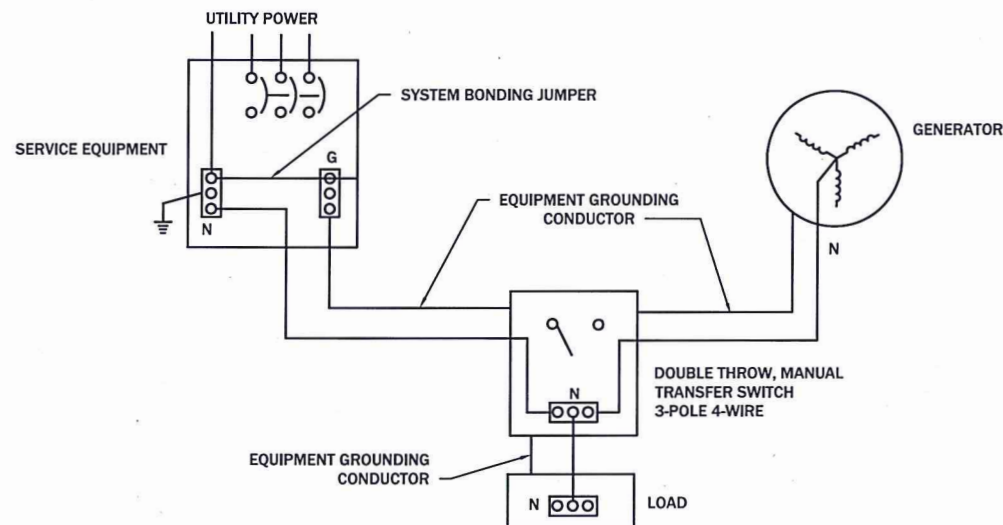 UTILITY POWER
SYSTEM BONDING JUMPER
GENERATOR
SERVICE EQUIPMENT
G
N
EQUIPMENT GROUNDING
CONDUCTOR
N
DOUBLE THROW, MANUAL
TRANSFER SWITCH
3-POLE 4-WIRE
N
EQUIPMENT GROUNDING
CONDUCTOR
N
LOAD